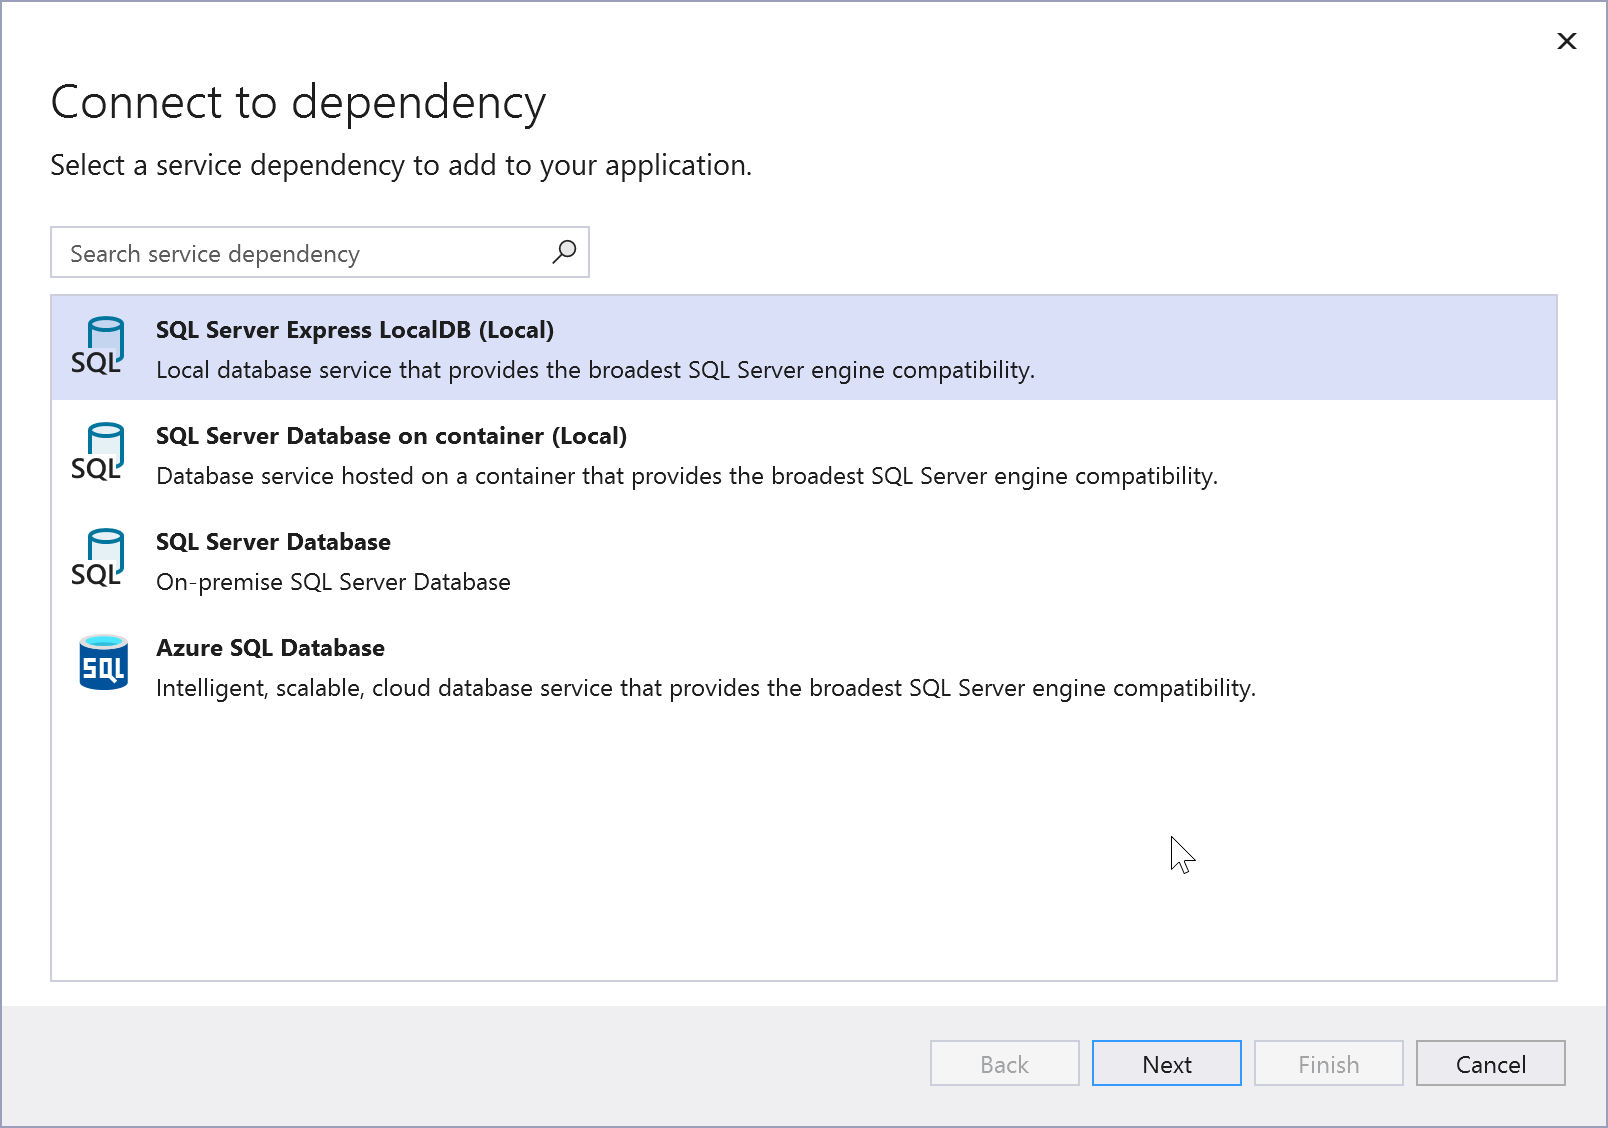 Connect to dependency
Select a service dependency to add to your application.
Search service dependency
SQL
SQL Server Express LocalDB (Local)
Local database service that provides the broadest SQL Server engine compatibility.
SQL
SQL Server Database on container (Local)
Database service hosted on a container that provides the broadest SQL Server engine compatibility.
SQL
SQL Server Database
On-premise SQL Server Database
SQL
Azure SQL Database
Intelligent, scalable, cloud database service that provides the broadest SQL Server engine compatibility.
Back Next Finish Cancel